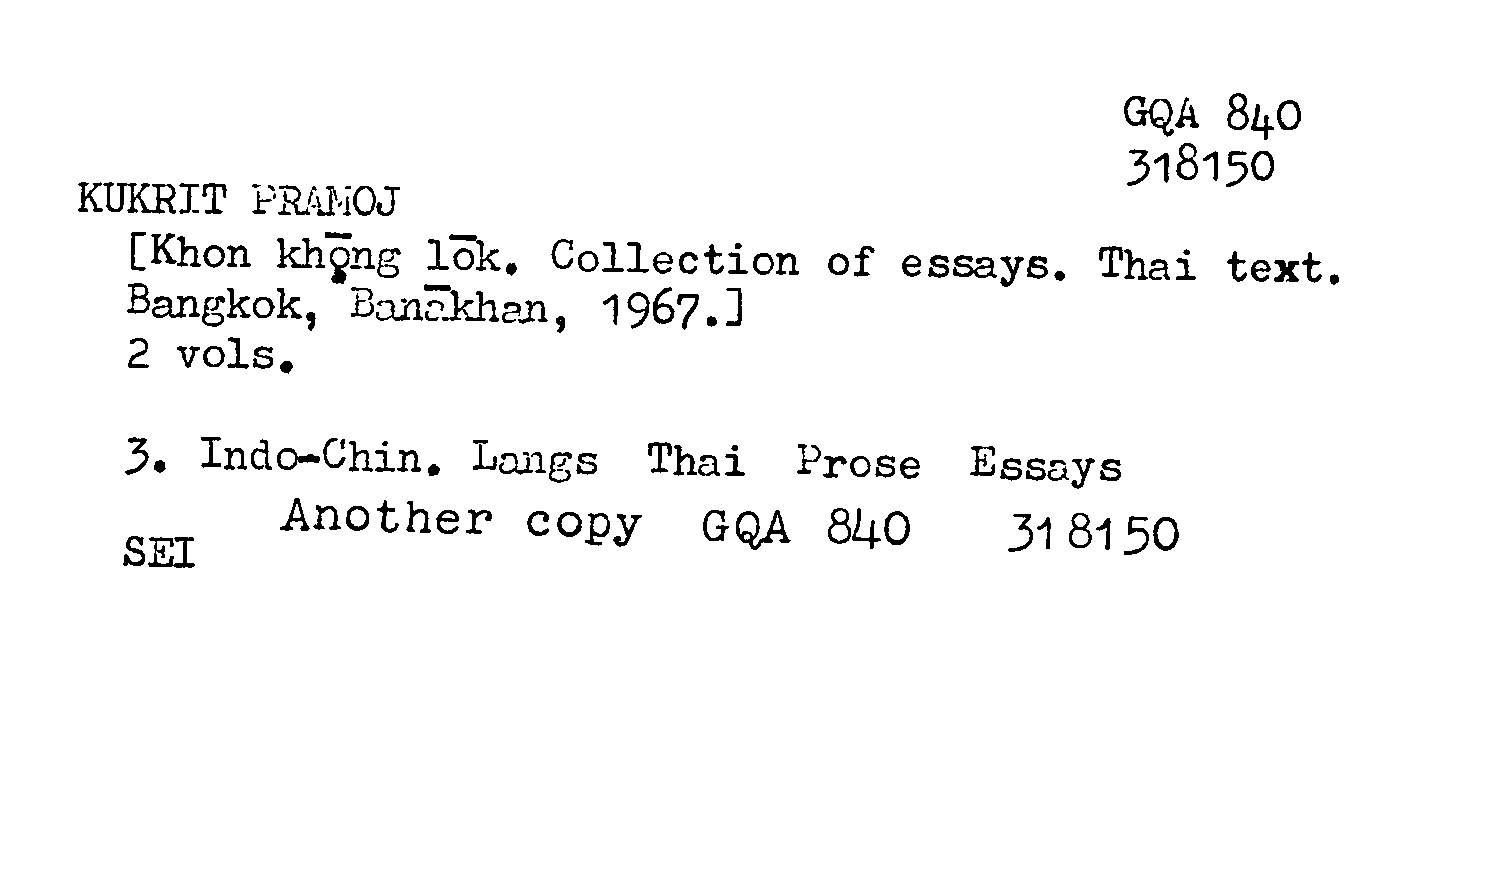 GQA 840
318150
KUKRIT PRAMOJ
[Khon khǭng lōk. Collection of essays. Thai text.
Bangkok, Banākhan, 1967.]
2 vols.
3. Indo-Chin. Langs Thai Prose Essays
Another copy GQA 840 318150
SEI